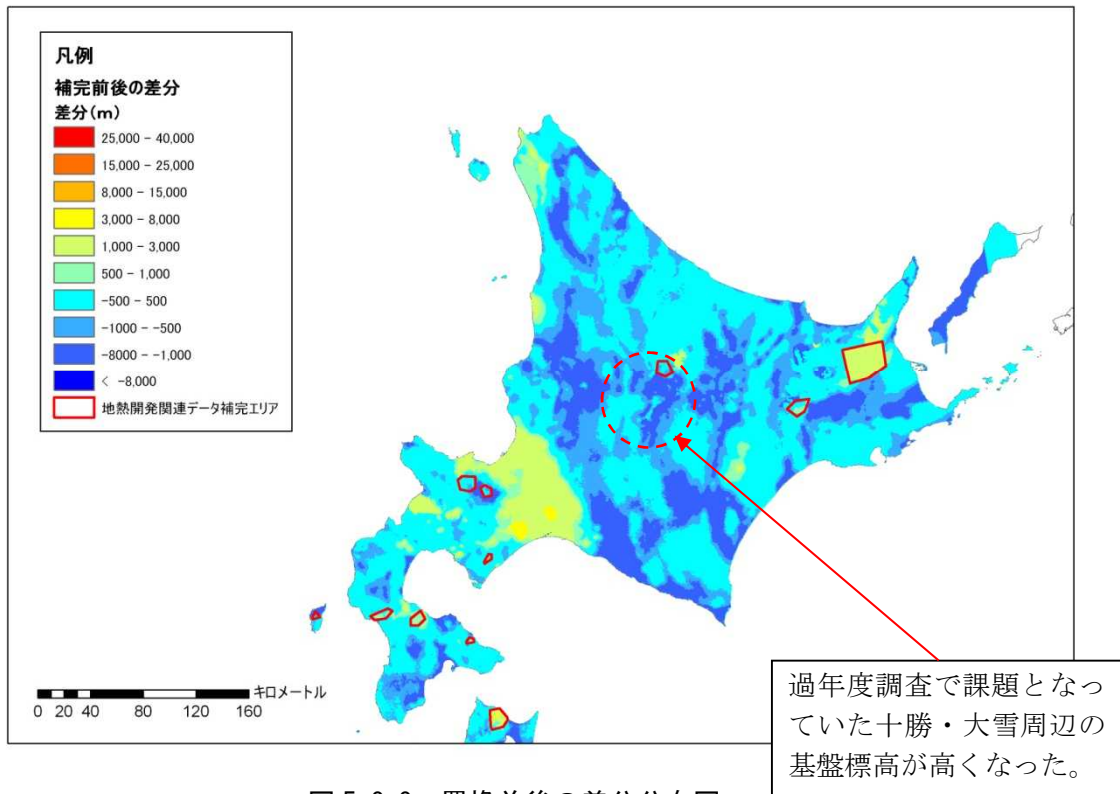 凡例
補完前後の差分
差分(m)
25,000 - 40,000
15,000 - 25,000
8,000 - 15,000
3,000 - 8,000
1,000 - 3,000
500 - 1,000
-500 - 500
-1000 - -500
-8000 - -1,000
< -8,000
地熱開発関連データ補完エリア
キロメートル
0 20 40 80 120 160
過年度調査で課題となっ
ていた十勝・大雪周辺の
基盤標高が高くなった。